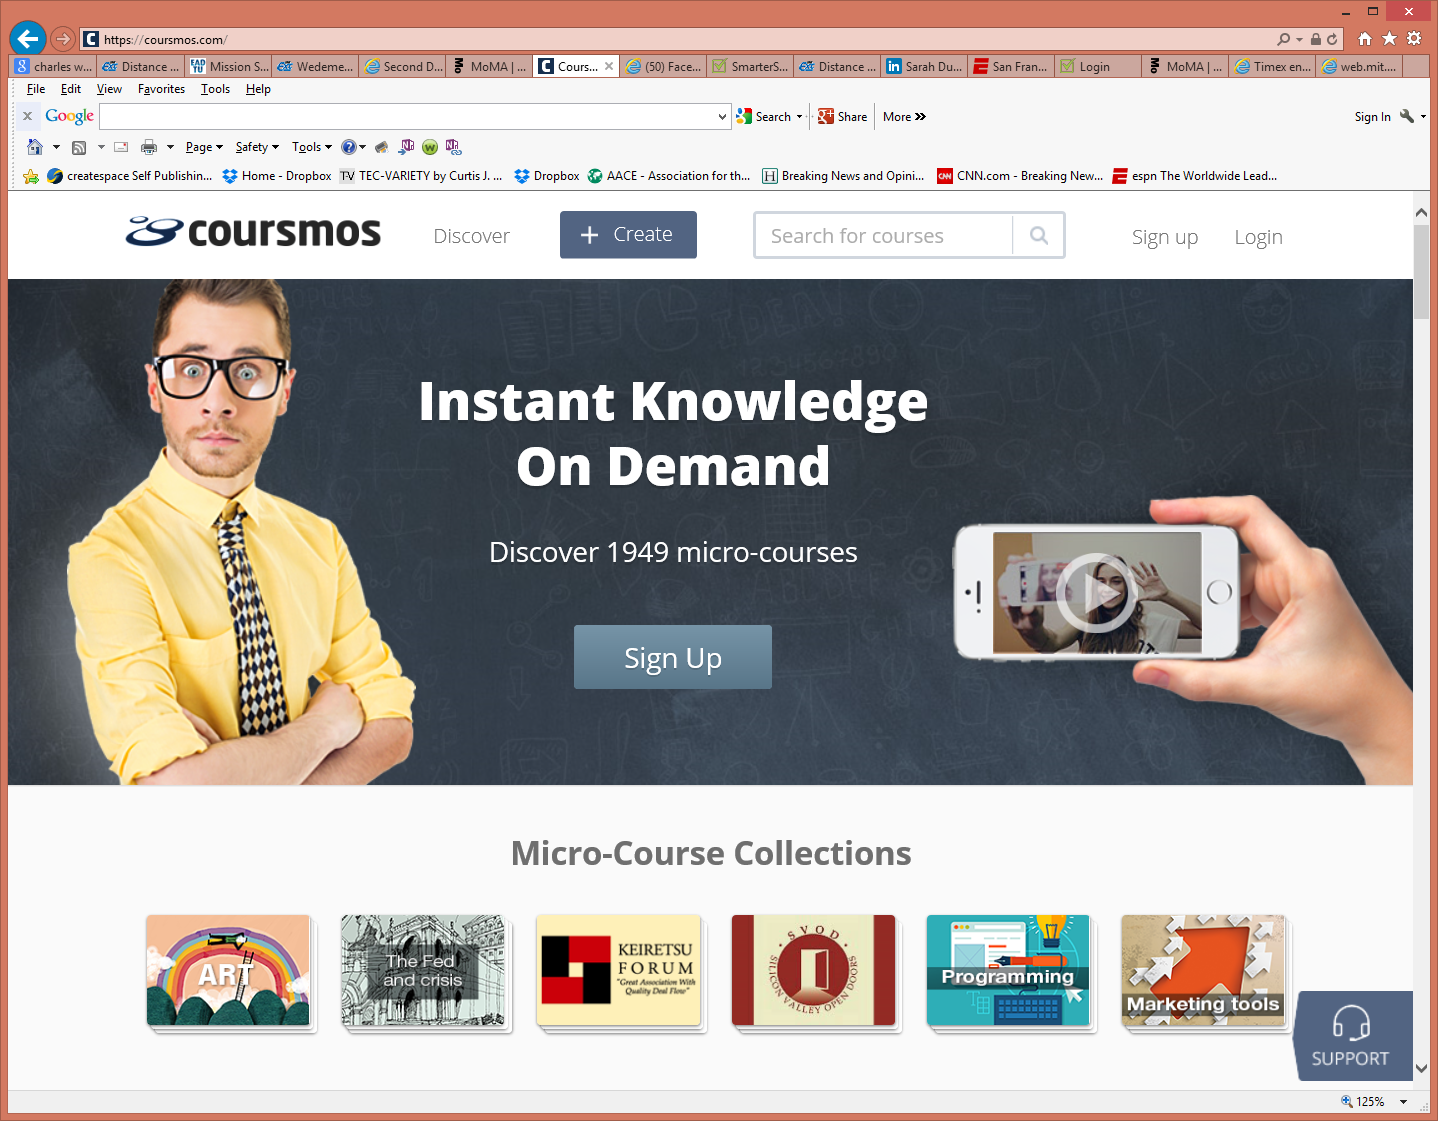 https://coursmos.com/
charles w...
Distance ...
Mission S...
Wedeme...
Second D...
MoMA | ...
Cours...
(50) Face...
SmarterS...
Distance ...
Sarah Du...
San Fran...
Login
MoMA | ...
Timex en...
web.mit....
File Edit View Favorites Tools Help
x Google Search Share More » Sign In
Page Safety Tools
createspace Self Publishin... Home - Dropbox TEC-VARIETY by Curtis J. ... Dropbox AACE - Association for th... Breaking News and Opini... CNN.com - Breaking New... espn The Worldwide Lead...
coursmos Discover + Create Search for courses Sign up Login
Instant Knowledge
On Demand
Discover 1949 micro-courses
Sign Up
Micro-Course Collections
ART
The Fed
and crisis
KEIRETSU
FORUM
"Great Association With
Quality Deal Flow"
· SVOD ·
SILICON VALLEY OPEN DOORS
Programming
Marketing tools
SUPPORT
125%